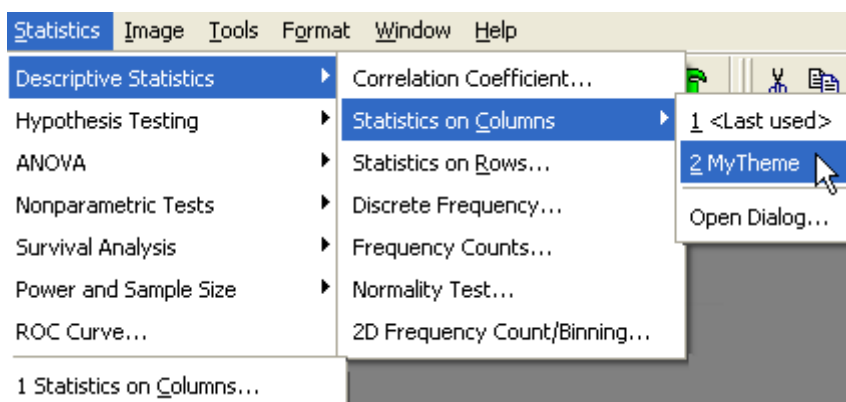 Statistics Image Tools Format Window Help
Descriptive Statistics
Hypothesis Testing
ANOVA
Nonparametric Tests
Survival Analysis
Power and Sample Size
ROC Curve...
1 Statistics on Columns...
Correlation Coefficient...
Statistics on Columns
Statistics on Rows...
Discrete Frequency...
Frequency Counts...
Normality Test...
2D Frequency Count/Binning...
1 <Last used>
2 MyTheme
Open Dialog...